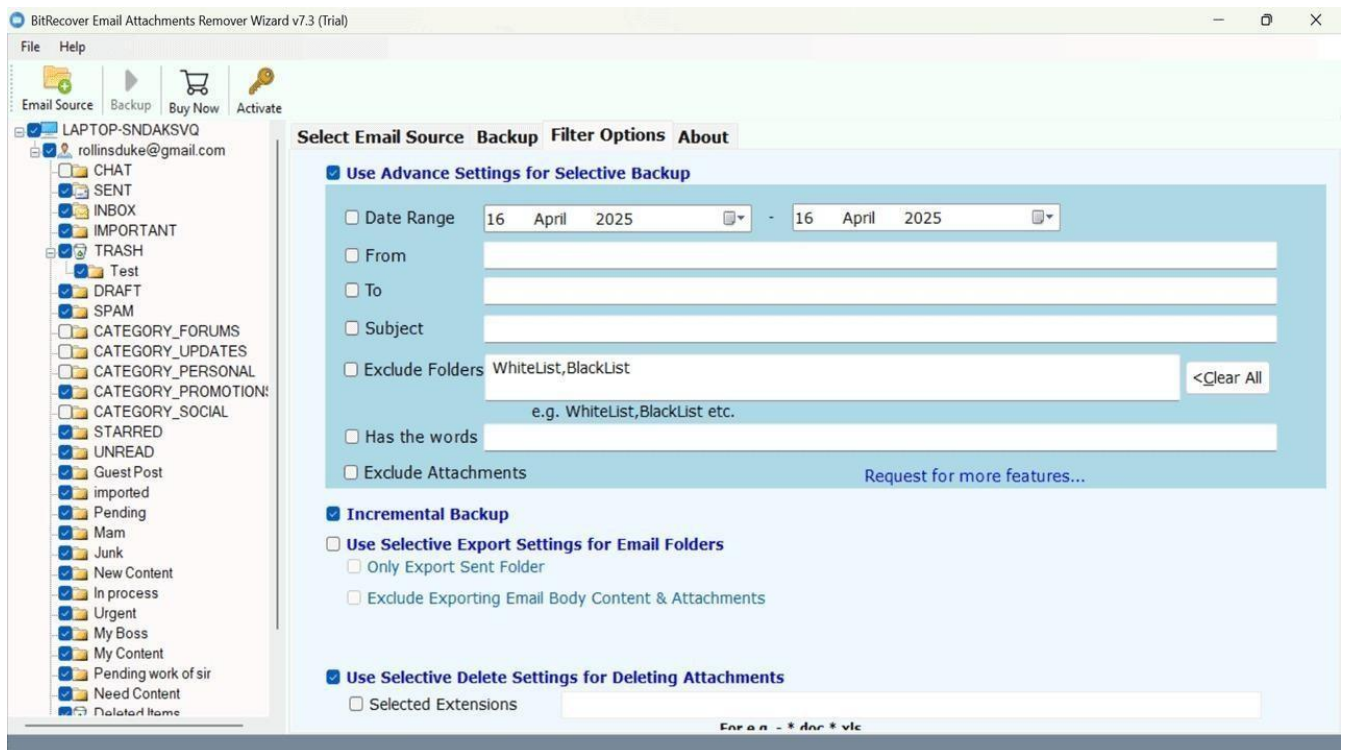 BitRecover Email Attachments Remover Wizard v7.3 (Trial)
File Help
Email Source Backup Buy Now Activate
LAPTOP-SNDAKSVQ
rollinsduke@gmail.com
CHAT
SENT
INBOX
IMPORTANT
TRASH
Test
DRAFT
SPAM
CATEGORY_FORUMS
CATEGORY_UPDATES
CATEGORY_PERSONAL
CATEGORY_PROMOTIONS
CATEGORY_SOCIAL
STARRED
UNREAD
Guest Post
imported
Pending
Mam
Junk
New Content
In process
Urgent
My Boss
My Content
Pending work of sir
Need Content
Deleted Items
Select Email Source Backup Filter Options About
Use Advance Settings for Selective Backup
Date Range 16 April 2025 - 16 April 2025
From
To
Subject
Exclude Folders WhiteList,BlackList <Clear All
e.g. WhiteList,BlackList etc.
Has the words
Exclude Attachments Request for more features...
Incremental Backup
Use Selective Export Settings for Email Folders
Only Export Sent Folder
Exclude Exporting Email Body Content & Attachments
Use Selective Delete Settings for Deleting Attachments
Selected Extensions
For e.g. - *.doc *.xls